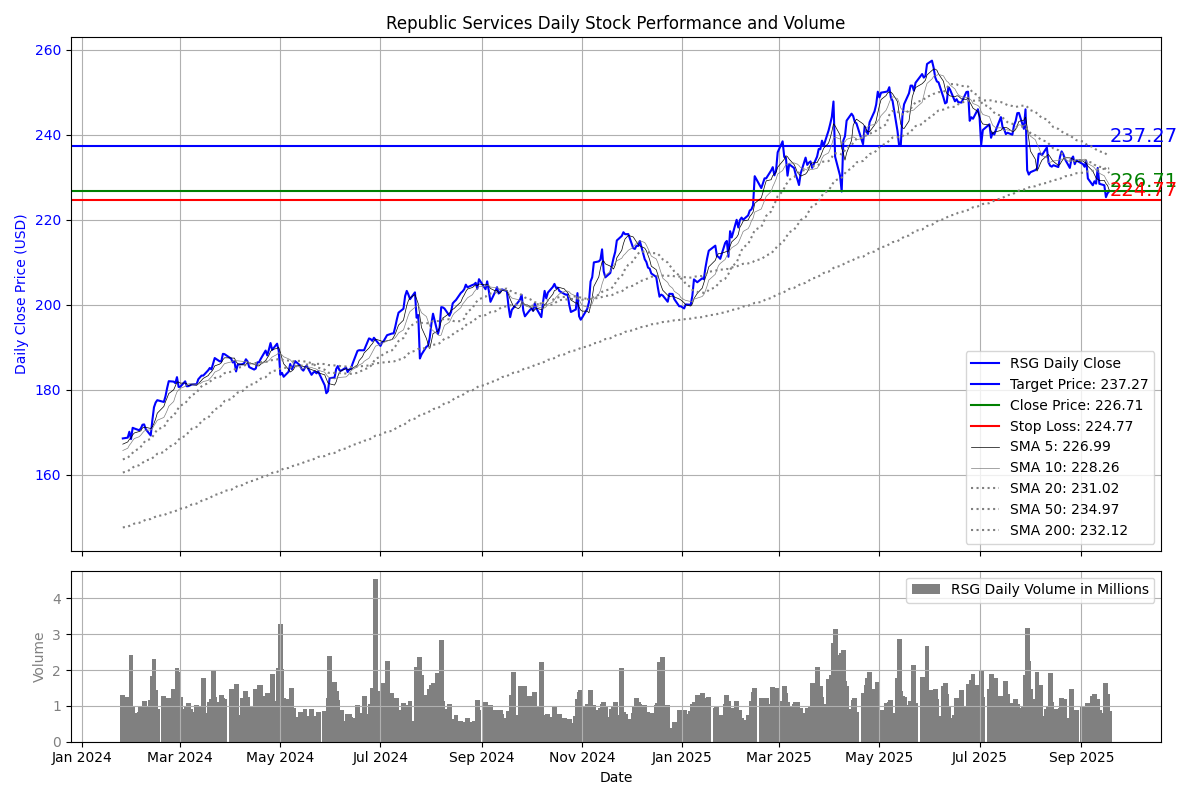 Republic Services Daily Stock Performance and Volume
260
240
220
200
180
160
Daily Close Price (USD)
237.27
226.71
224.77
RSG Daily Close
Target Price: 237.27
Close Price: 226.71
Stop Loss: 224.77
SMA 5: 226.99
SMA 10: 228.26
SMA 20: 231.02
SMA 50: 234.97
SMA 200: 232.12
RSG Daily Volume in Millions
4
3
2
1
0
Volume
Jan 2024
Mar 2024
May 2024
Jul 2024
Sep 2024
Nov 2024
Jan 2025
Mar 2025
May 2025
Jul 2025
Sep 2025
Date